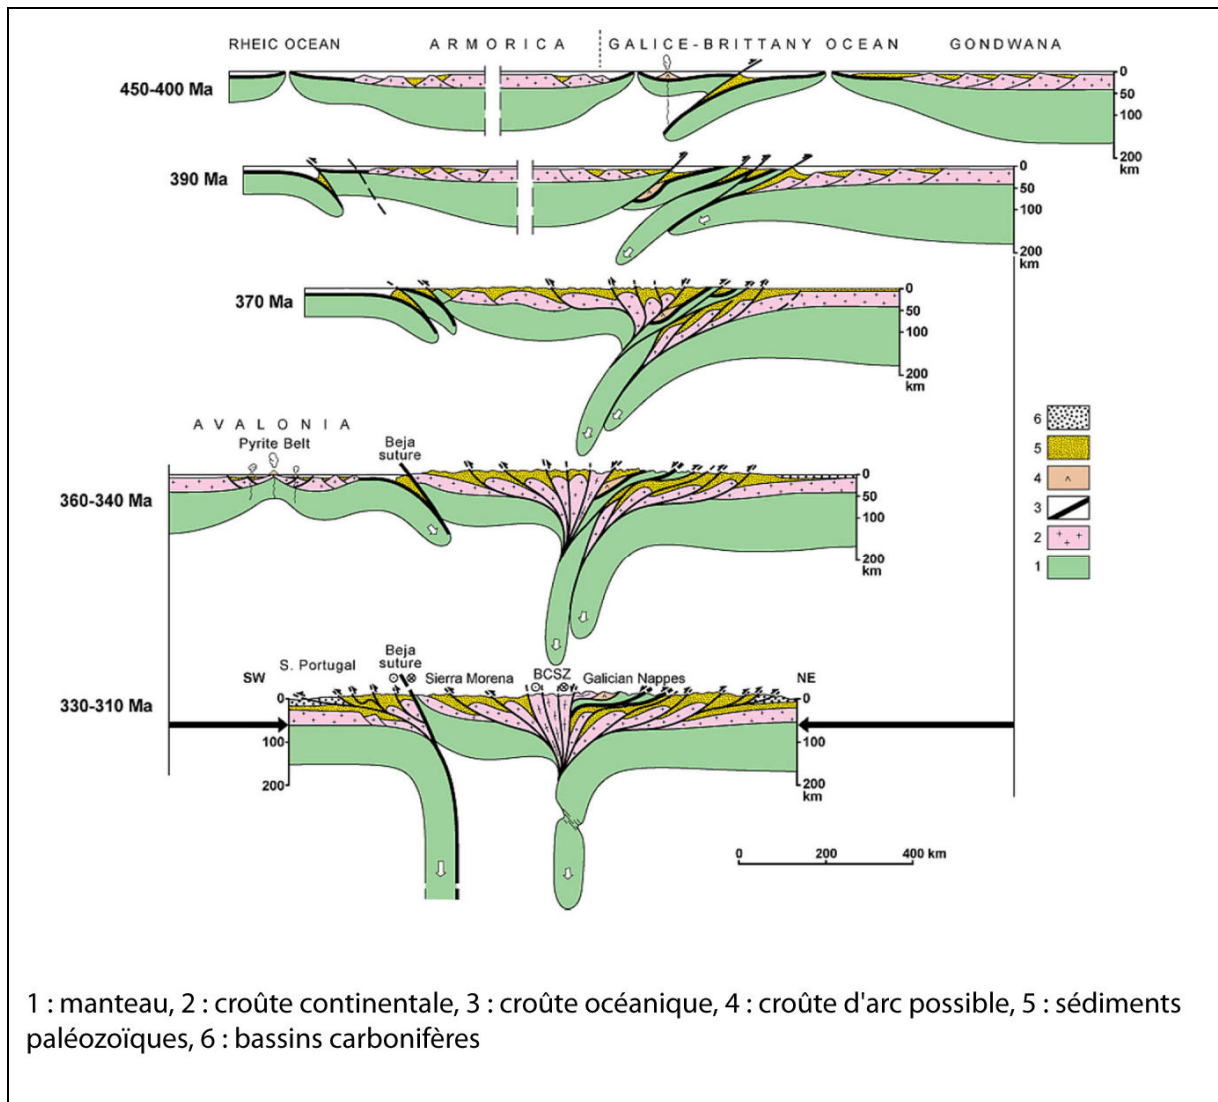 RHEIC OCEAN ARMORICA GALICE-BRITTANY OCEAN GONDWANA
450-400 Ma
0
50
100
200
km
390 Ma
0
50
100
200
km
370 Ma
0
50
100
200
km
AVALONIA
Pyrite Belt
Beja
suture
360-340 Ma
0
50
100
200
km
6
5
4
3
2
1
SW
S. Portugal
Beja
suture
Sierra Morena
BCSZ
Galician Nappes
NE
330-310 Ma
0
100
200
0
100
200
km
0 200 400 km
1 : manteau, 2 : croûte continentale, 3 : croûte océanique, 4 : croûte d'arc possible, 5 : sédiments
paléozoïques, 6 : bassins carbonifères